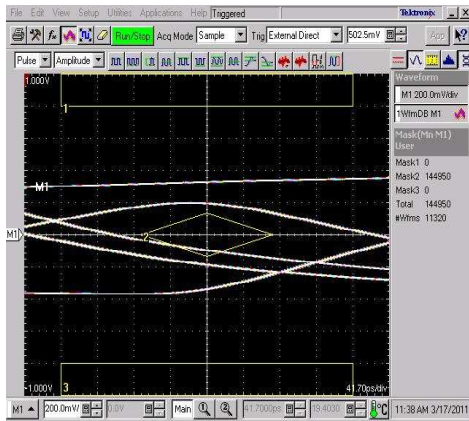 File Edit View Setup Utilities Applications Help Triggered Tektronix
Run/Stop Acq Mode Sample Trig External Direct 502.5mV App
Pulse Amplitude
1.000V
1
M1
M1
2
-1.000V
3
41.70ps/div
Waveform
M1 200.0mV/div
1WfmDB M1
Mask(Mn M1)
User
Mask1 0
Mask2 144950
Mask3 0
Total 144950
#Wfms 11320
M1 200.0mV/ 0.0V Main 41.7000ps 19.4030 °C 11:38 AM 3/17/2011